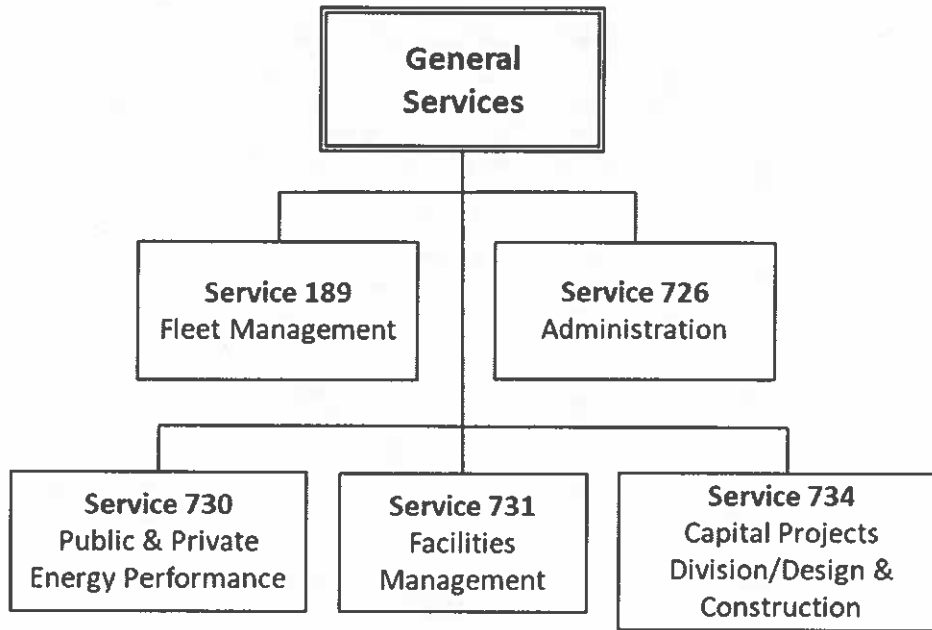 General
Services
Service 189
Fleet Management
Service 726
Administration
Service 730
Public & Private
Energy Performance
Service 731
Facilities
Management
Service 734
Capital Projects
Division/Design &
Construction